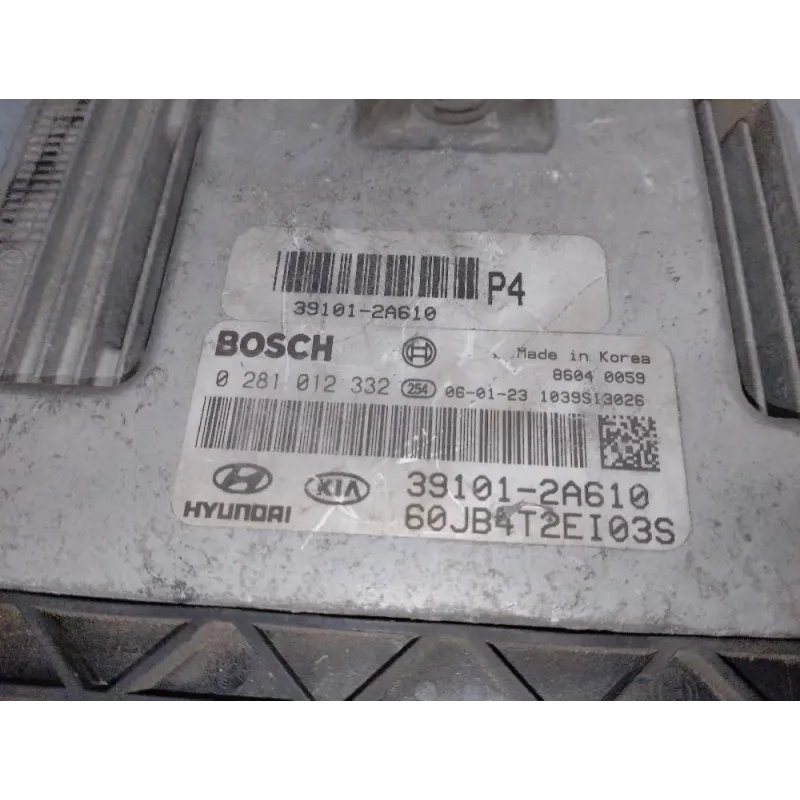 P4
39101-2A610
BOSCH
Made in Korea
8604 0059
0 281 012 332 254 06-01-23 1039S13026
HYUNDAI KIA 39101-2A610
60JB4T2EI03S